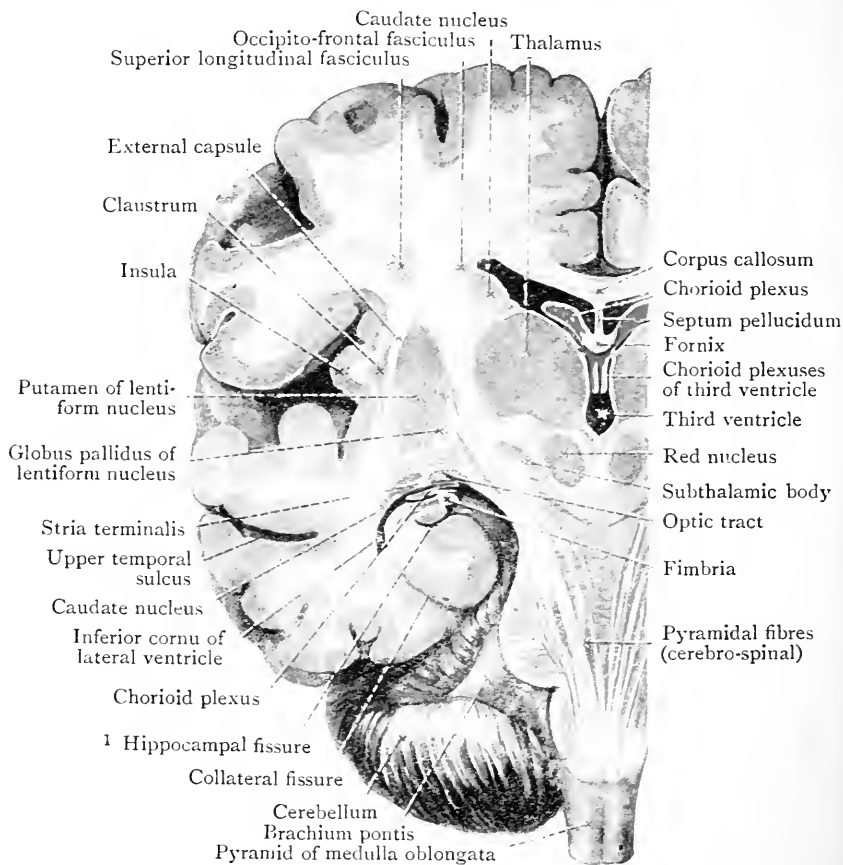 Caudate nucleus
Occipito-frontal fasciculus
Thalamus
Superior longitudinal fasciculus
External capsule
Claustrum
Insula
Putamen of lenti-
form nucleus
Globus pallidus of
lentiform nucleus
Stria terminalis
Upper temporal
sulcus
Caudate nucleus
Inferior cornu of
lateral ventricle
Chorioid plexus
1 Hippocampal fissure
Collateral fissure
Cerebellum
Brachium pontis
Pyramid of medulla oblongata
Corpus callosum
Chorioid plexus
Septum pellucidum
Fornix
Chorioid plexuses
of third ventricle
Third ventricle
Red nucleus
Subthalamic body
Optic tract
Fimbria
Pyramidal fibres
(cerebro-spinal)